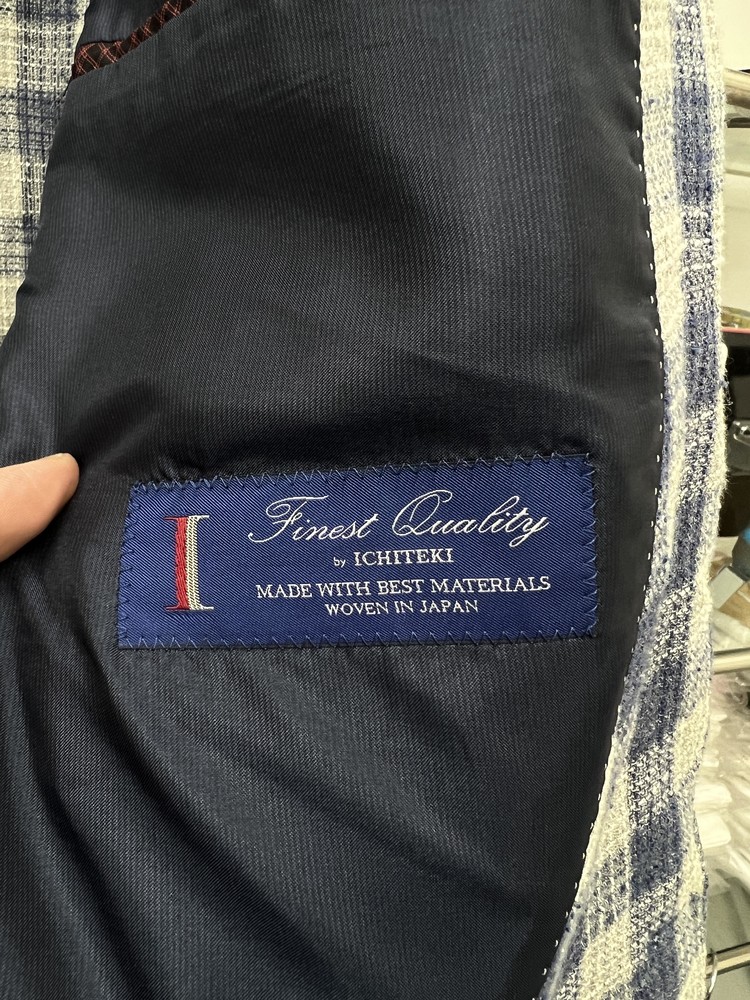 I
Finest Quality
by ICHITEKI
MADE WITH BEST MATERIALS
WOVEN IN JAPAN